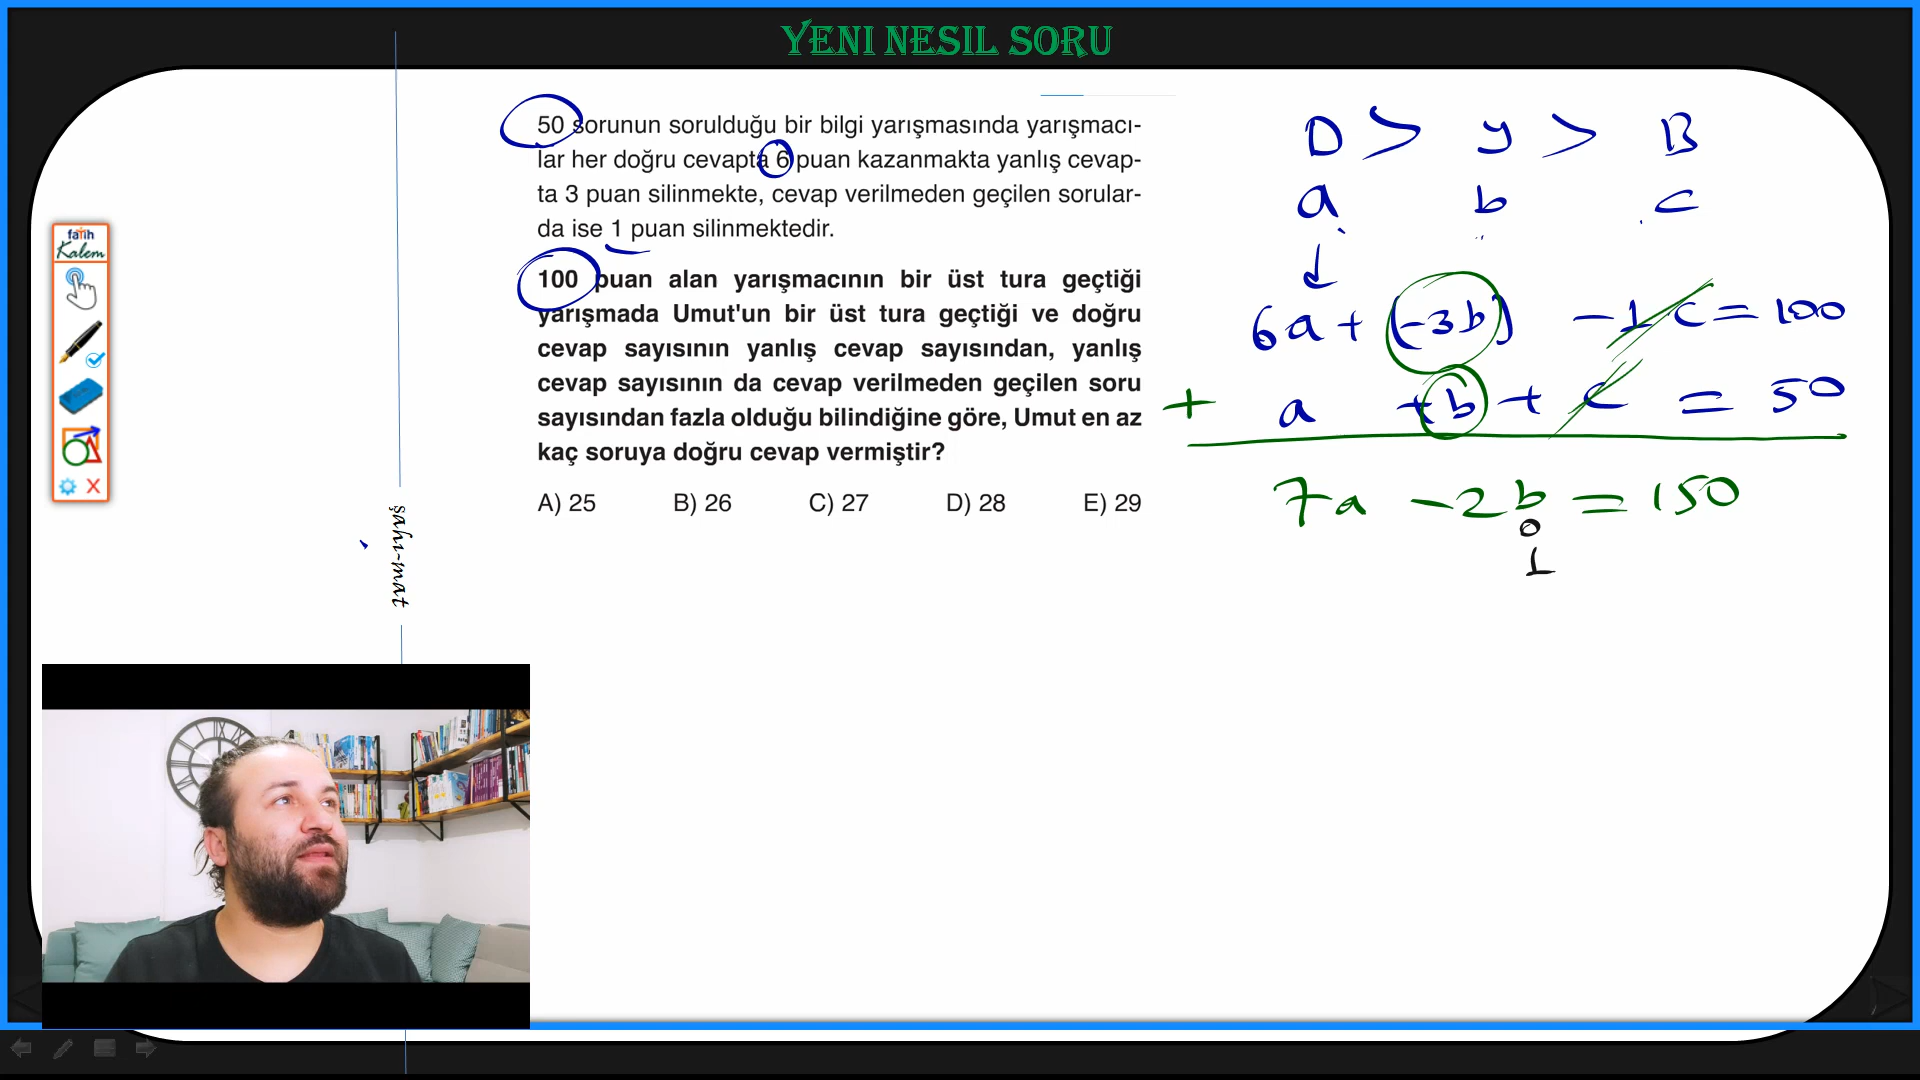 YENI NESIL SORU
50 sorunun sorulduğu bir bilgi yarışmasında yarışmacı-
lar her doğru cevapta 6 puan kazanmakta yanlış cevap-
ta 3 puan silinmekte, cevap verilmeden geçilen sorular-
da ise 1 puan silinmektedir.
100 puan alan yarışmacının bir üst tura geçtiği
yarışmada Umut'un bir üst tura geçtiği ve doğru
cevap sayısının yanlış cevap sayısından, yanlış
cevap sayısının da cevap verilmeden geçilen soru
sayısından fazla olduğu bilindiğine göre, Umut en az
kaç soruya doğru cevap vermiştir?
A) 25 B) 26 C) 27 D) 28 E) 29
D > y > B
a b c
6a + (-3b) -1c = 100
+ a + b + c = 50
7a - 2b = 150
0
1
fatih
Kalem
şahı-mat